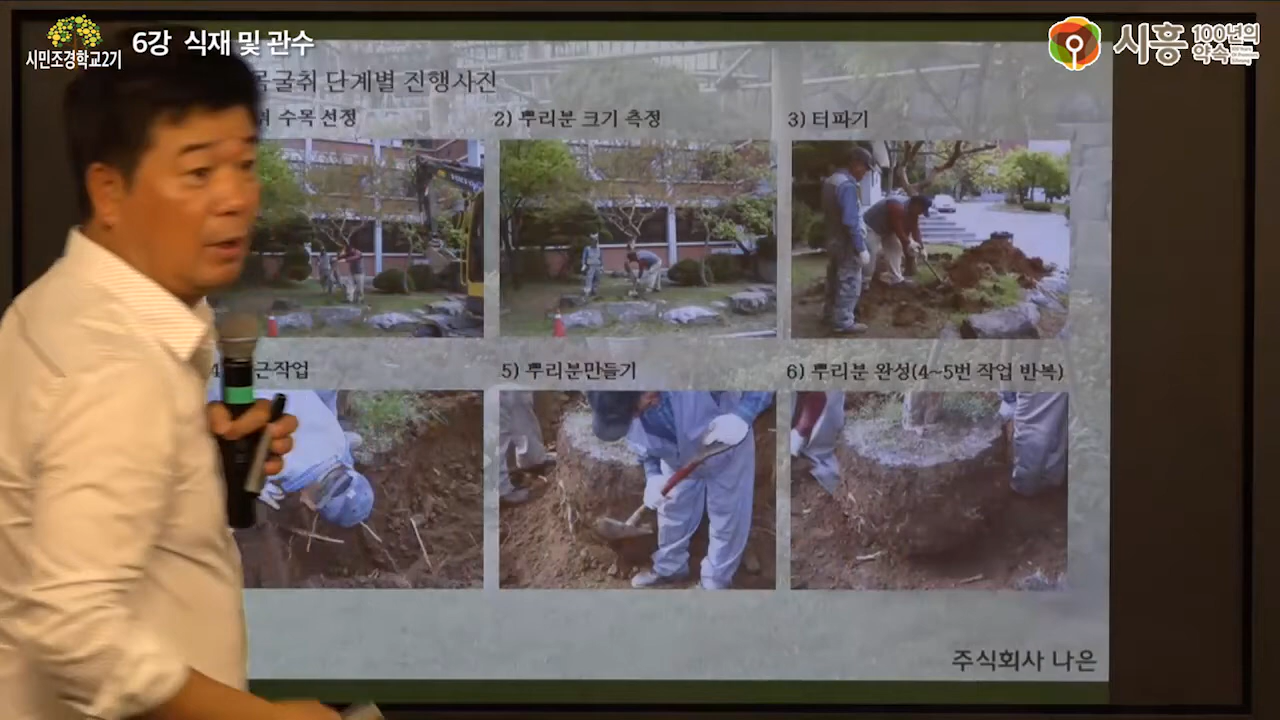 시민조경학교2기
6강 식재 및 관수
시흥 100년의 약속
굴취 단계별 진행사진
수목 선정
2) 뿌리분 크기 측정
3) 터파기
4
근작업
5) 뿌리분만들기
6) 뿌리분 완성(4~5번 작업 반복)
VOLVO
주식회사 나은